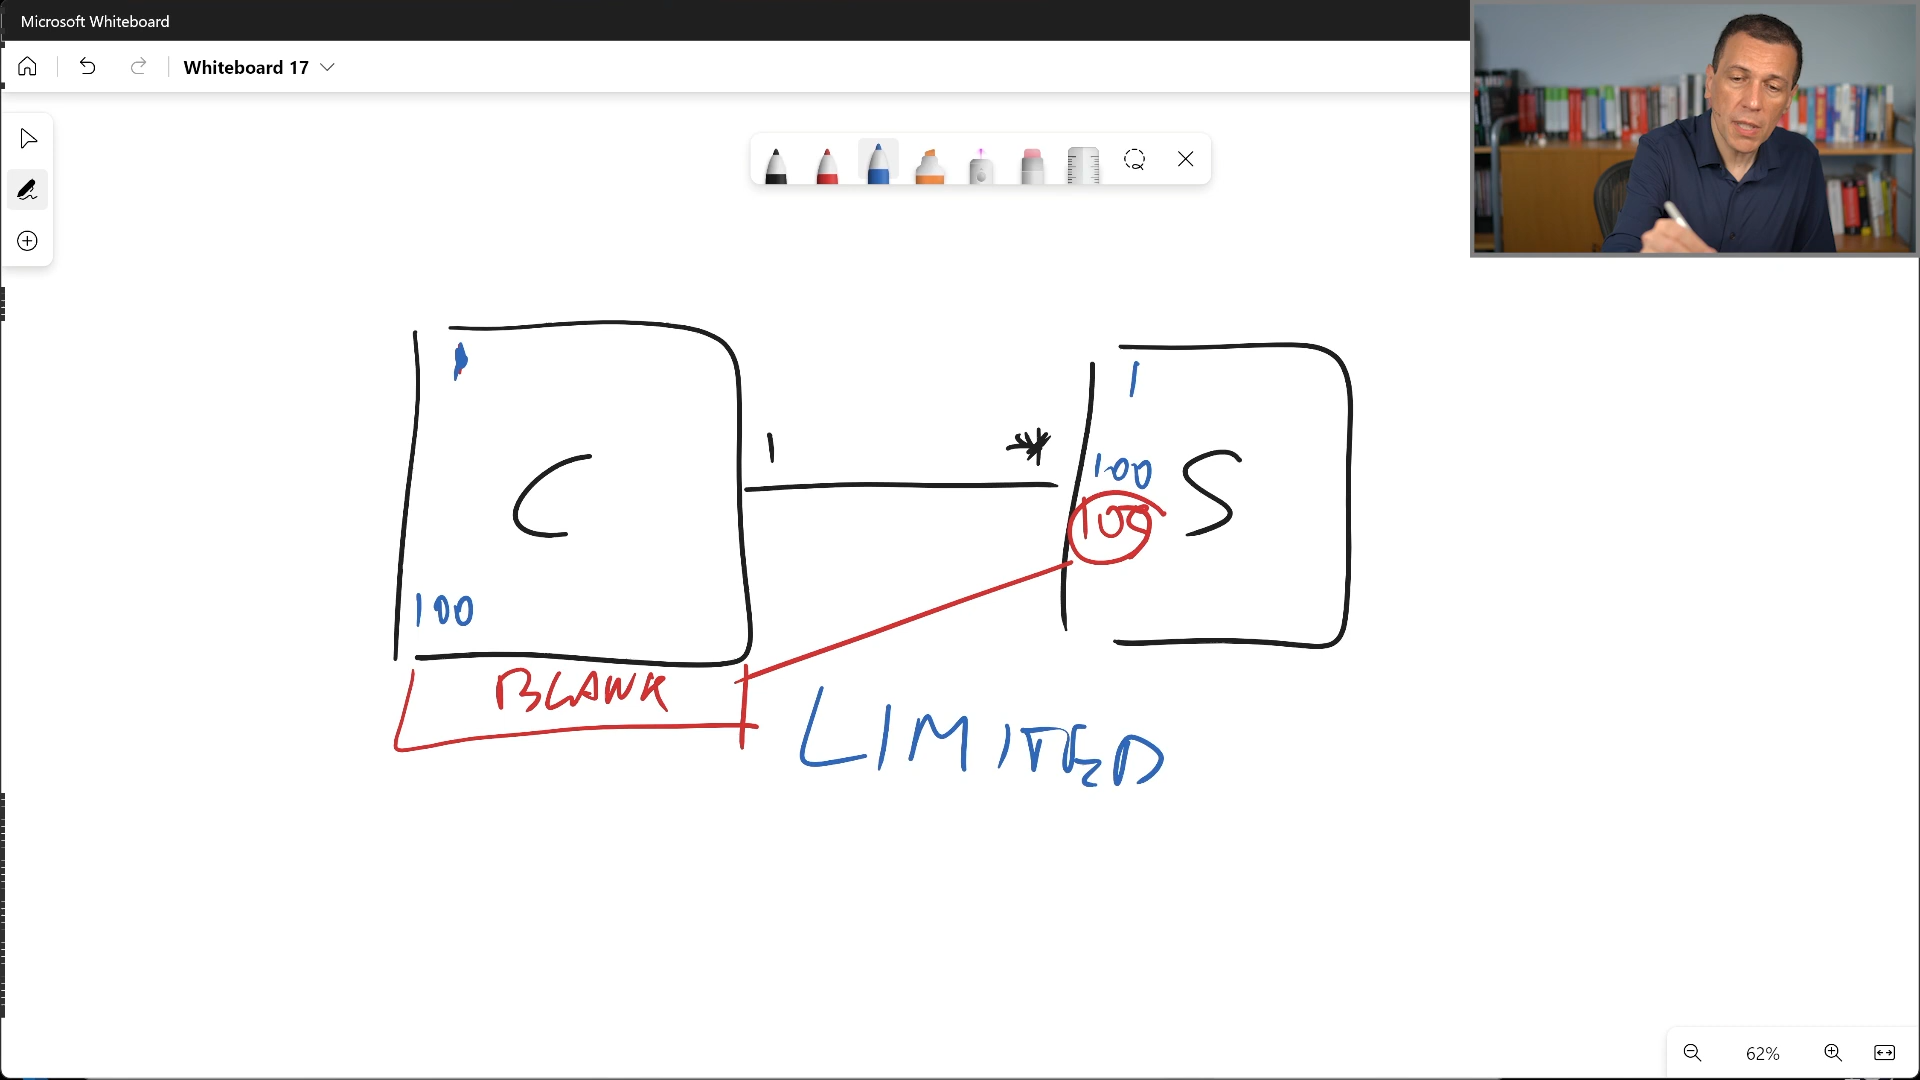 Microsoft Whiteboard
Whiteboard 17
1
1
1 *
100
C
S
100
100
BLANK
LIMITED
62%